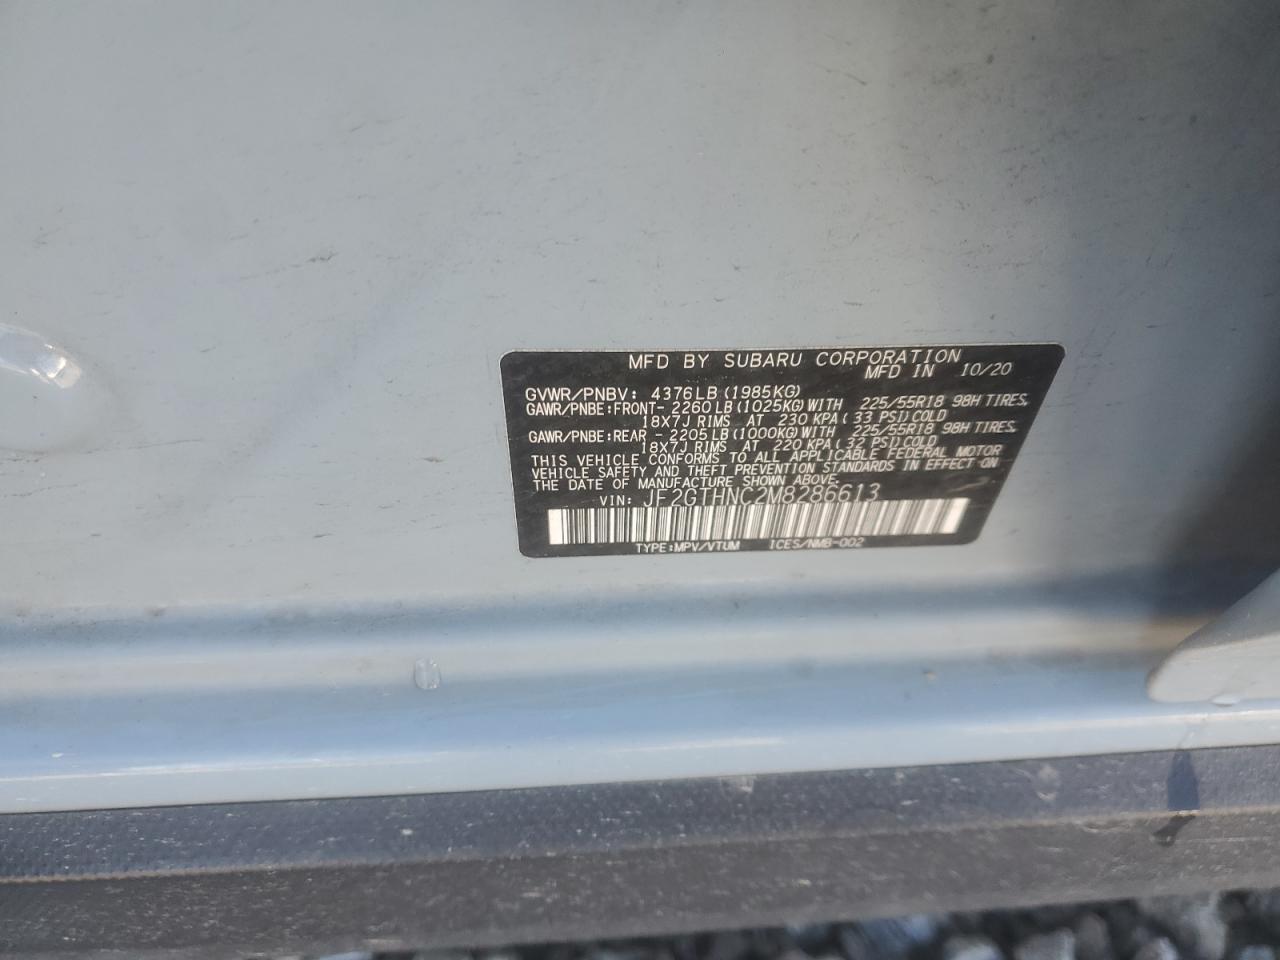 MFD BY SUBARU CORPORATION
MFD IN 10/20
GVWR/PNBV: 4376LB(1985KG)
GAWR/PNBE:FRONT- 2260LB(1025KG)WITH 225/55R18 98H TIRES,
18X7J RIMS AT 230 KPA( 33 PSI)COLD
GAWR/PNBE:REAR - 2205LB(1000KG)WITH 225/55R18 98H TIRES,
18X7J RIMS AT 220 KPA(32 PSI)COLD
THIS VEHICLE CONFORMS TO ALL APPLICABLE FEDERAL MOTOR
VEHICLE SAFETY AND THEFT PREVENTION STANDARDS IN EFFECT ON
THE DATE OF MANUFACTURE SHOWN ABOVE.
VIN: JF2GTHNC2M8286613
TYPE:MPV/VTUM ICES/NMB-002